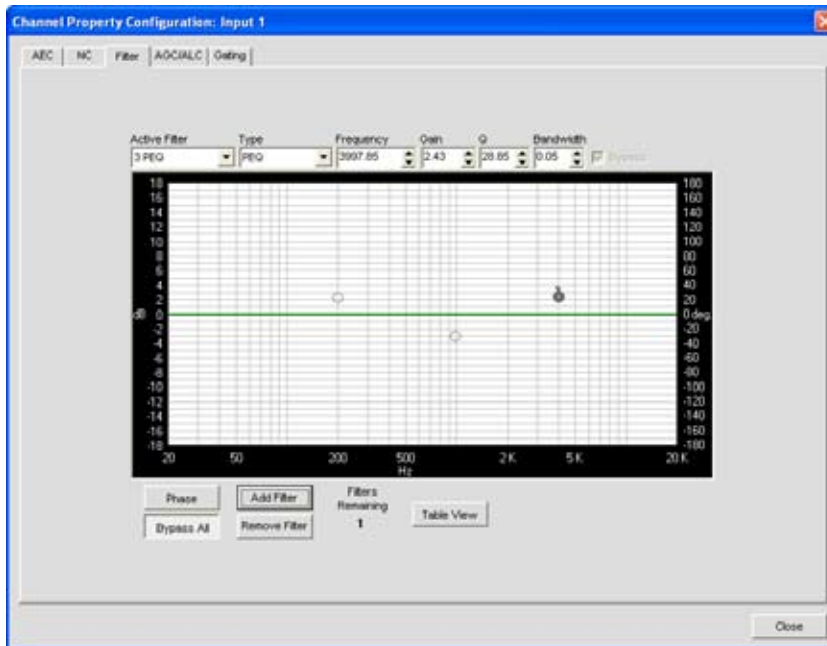 Channel Property Configuration: Input 1
AEC NC Filter AGC/ALC Gating
Active Filter Type Frequency Gain Q Bandwidth
3 PEQ PEQ 3997.85 2.43 28.85 0.05 Bypass
18 180
16 160
14 140
12 120
10 100
8 80
6 60
4 40
2 20
dB 0 0 deg
-2 -20
-4 -40
-6 -60
-8 -80
-10 -100
-12 -120
-14 -140
-16 -160
-18 -180
20 50 200 500 2 K 5 K 20 K
Hz
Phase Add Filter Filters Remaining
Bypass All Remove Filter 1 Table View
Close